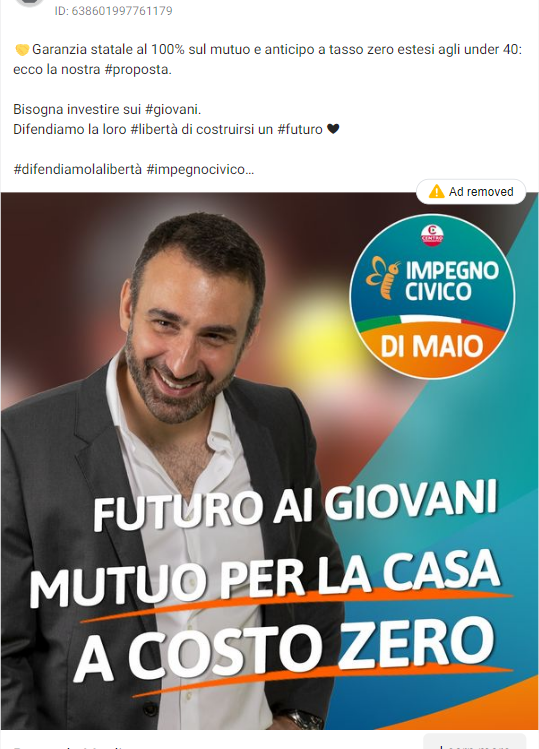 ID: 638601997761179
🤝Garanzia statale al 100% sul mutuo e anticipo a tasso zero estesi agli under 40:
ecco la nostra #proposta.
Bisogna investire sui #giovani.
Difendiamo la loro #libertà di costruirsi un #futuro 🖤
#difendiamolalibertà #impegnocivico...
Ad removed
CENTRO
IMPEGNO
CIVICO
DI MAIO
FUTURO AI GIOVANI
MUTUO PER LA CASA
A COSTO ZERO